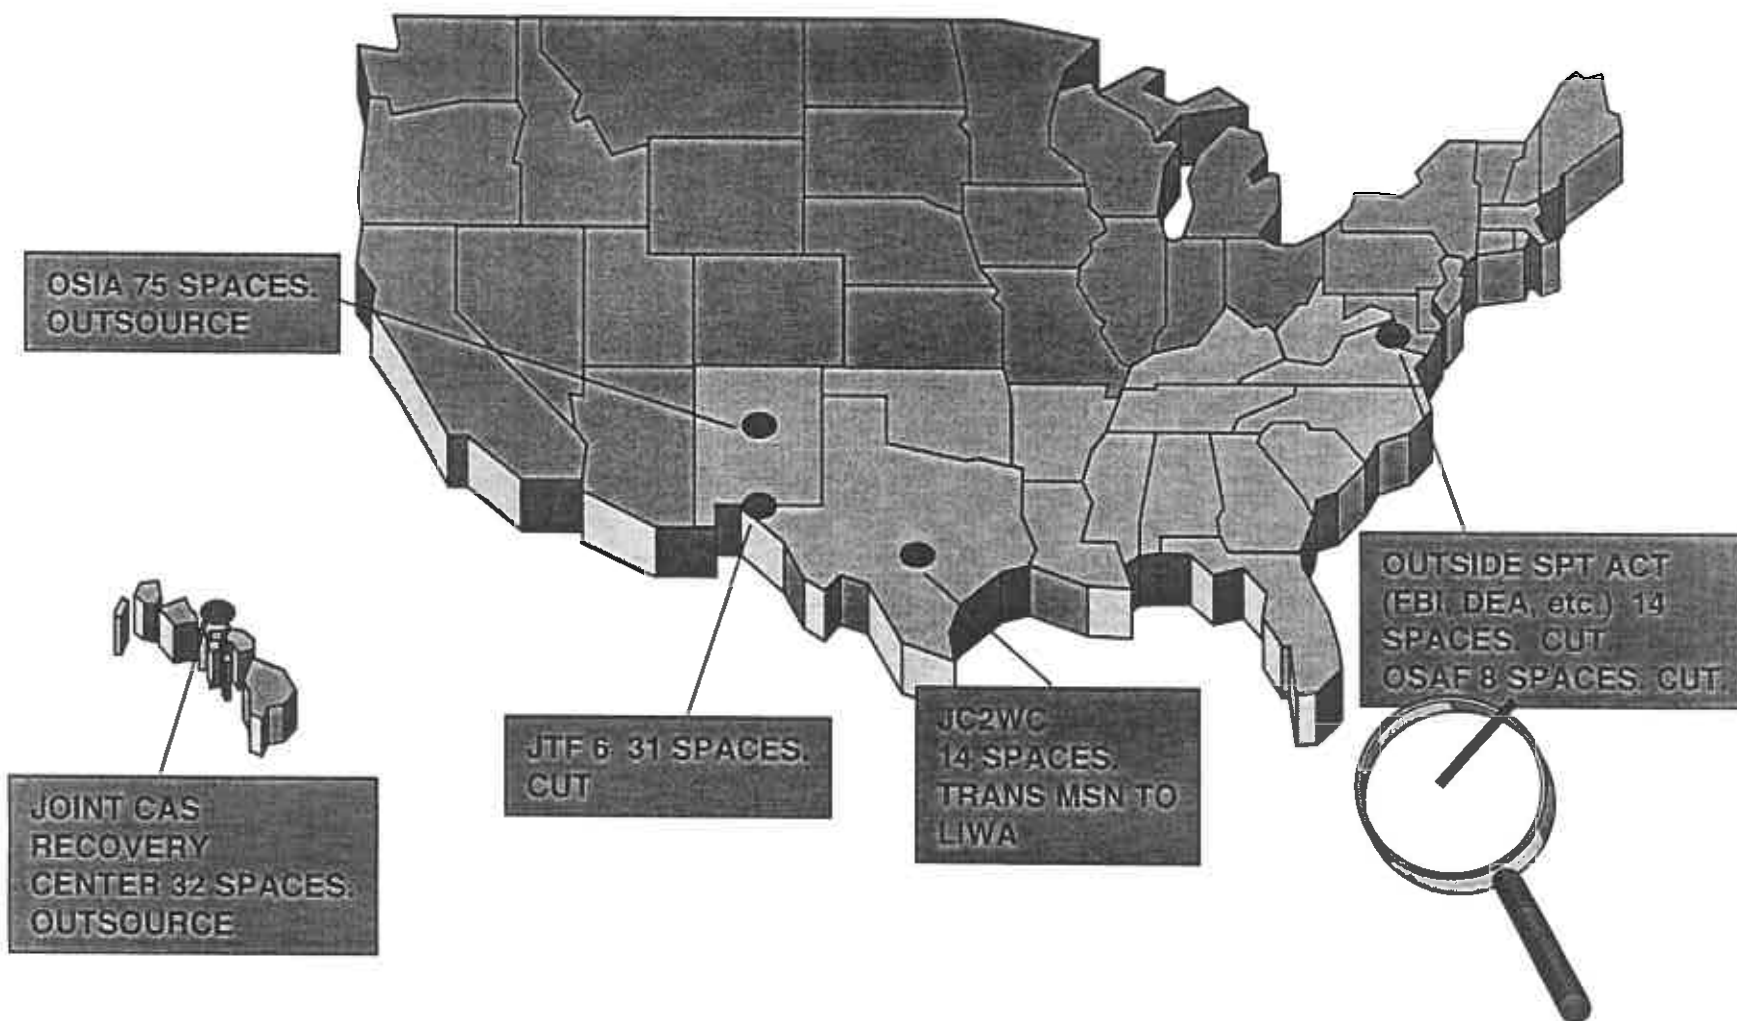 OSIA 75 SPACES.
OUTSOURCE
OUTSIDE SPT ACT
(FBI, DEA, etc.) 14
SPACES. CUT.
OSAF 8 SPACES. CUT.
JC2WC
14 SPACES.
TRANS MSN TO
LIWA
JTF 6 31 SPACES.
CUT
JOINT CAS
RECOVERY
CENTER 32 SPACES.
OUTSOURCE